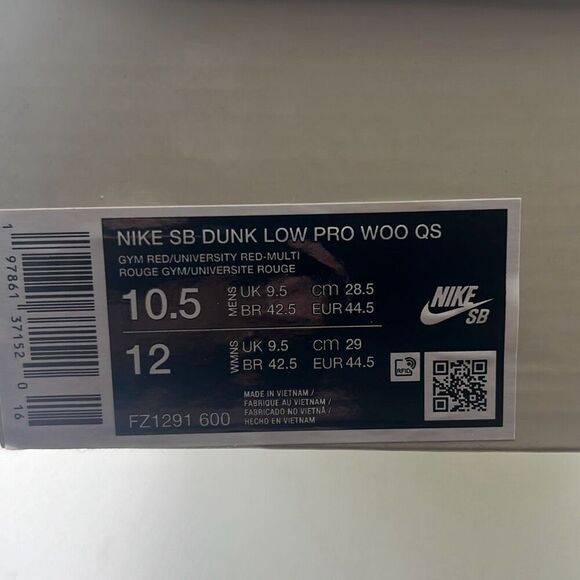 NIKE SB DUNK LOW PRO WOO QS
GYM RED/UNIVERSITY RED-MULTI
ROUGE GYM/UNIVERSITE ROUGE
10.5 MENS UK 9.5 cm 28.5
BR 42.5 EUR 44.5
12 WMNS UK 9.5 cm 29
BR 42.5 EUR 44.5
NIKE
SB
RFID
MADE IN VIETNAM /
FABRIQUE AU VIETNAM /
FABRICADO NO VIETNÃ /
HECHO EN VIETNAM
FZ1291 600
1 97861 37152 0 16